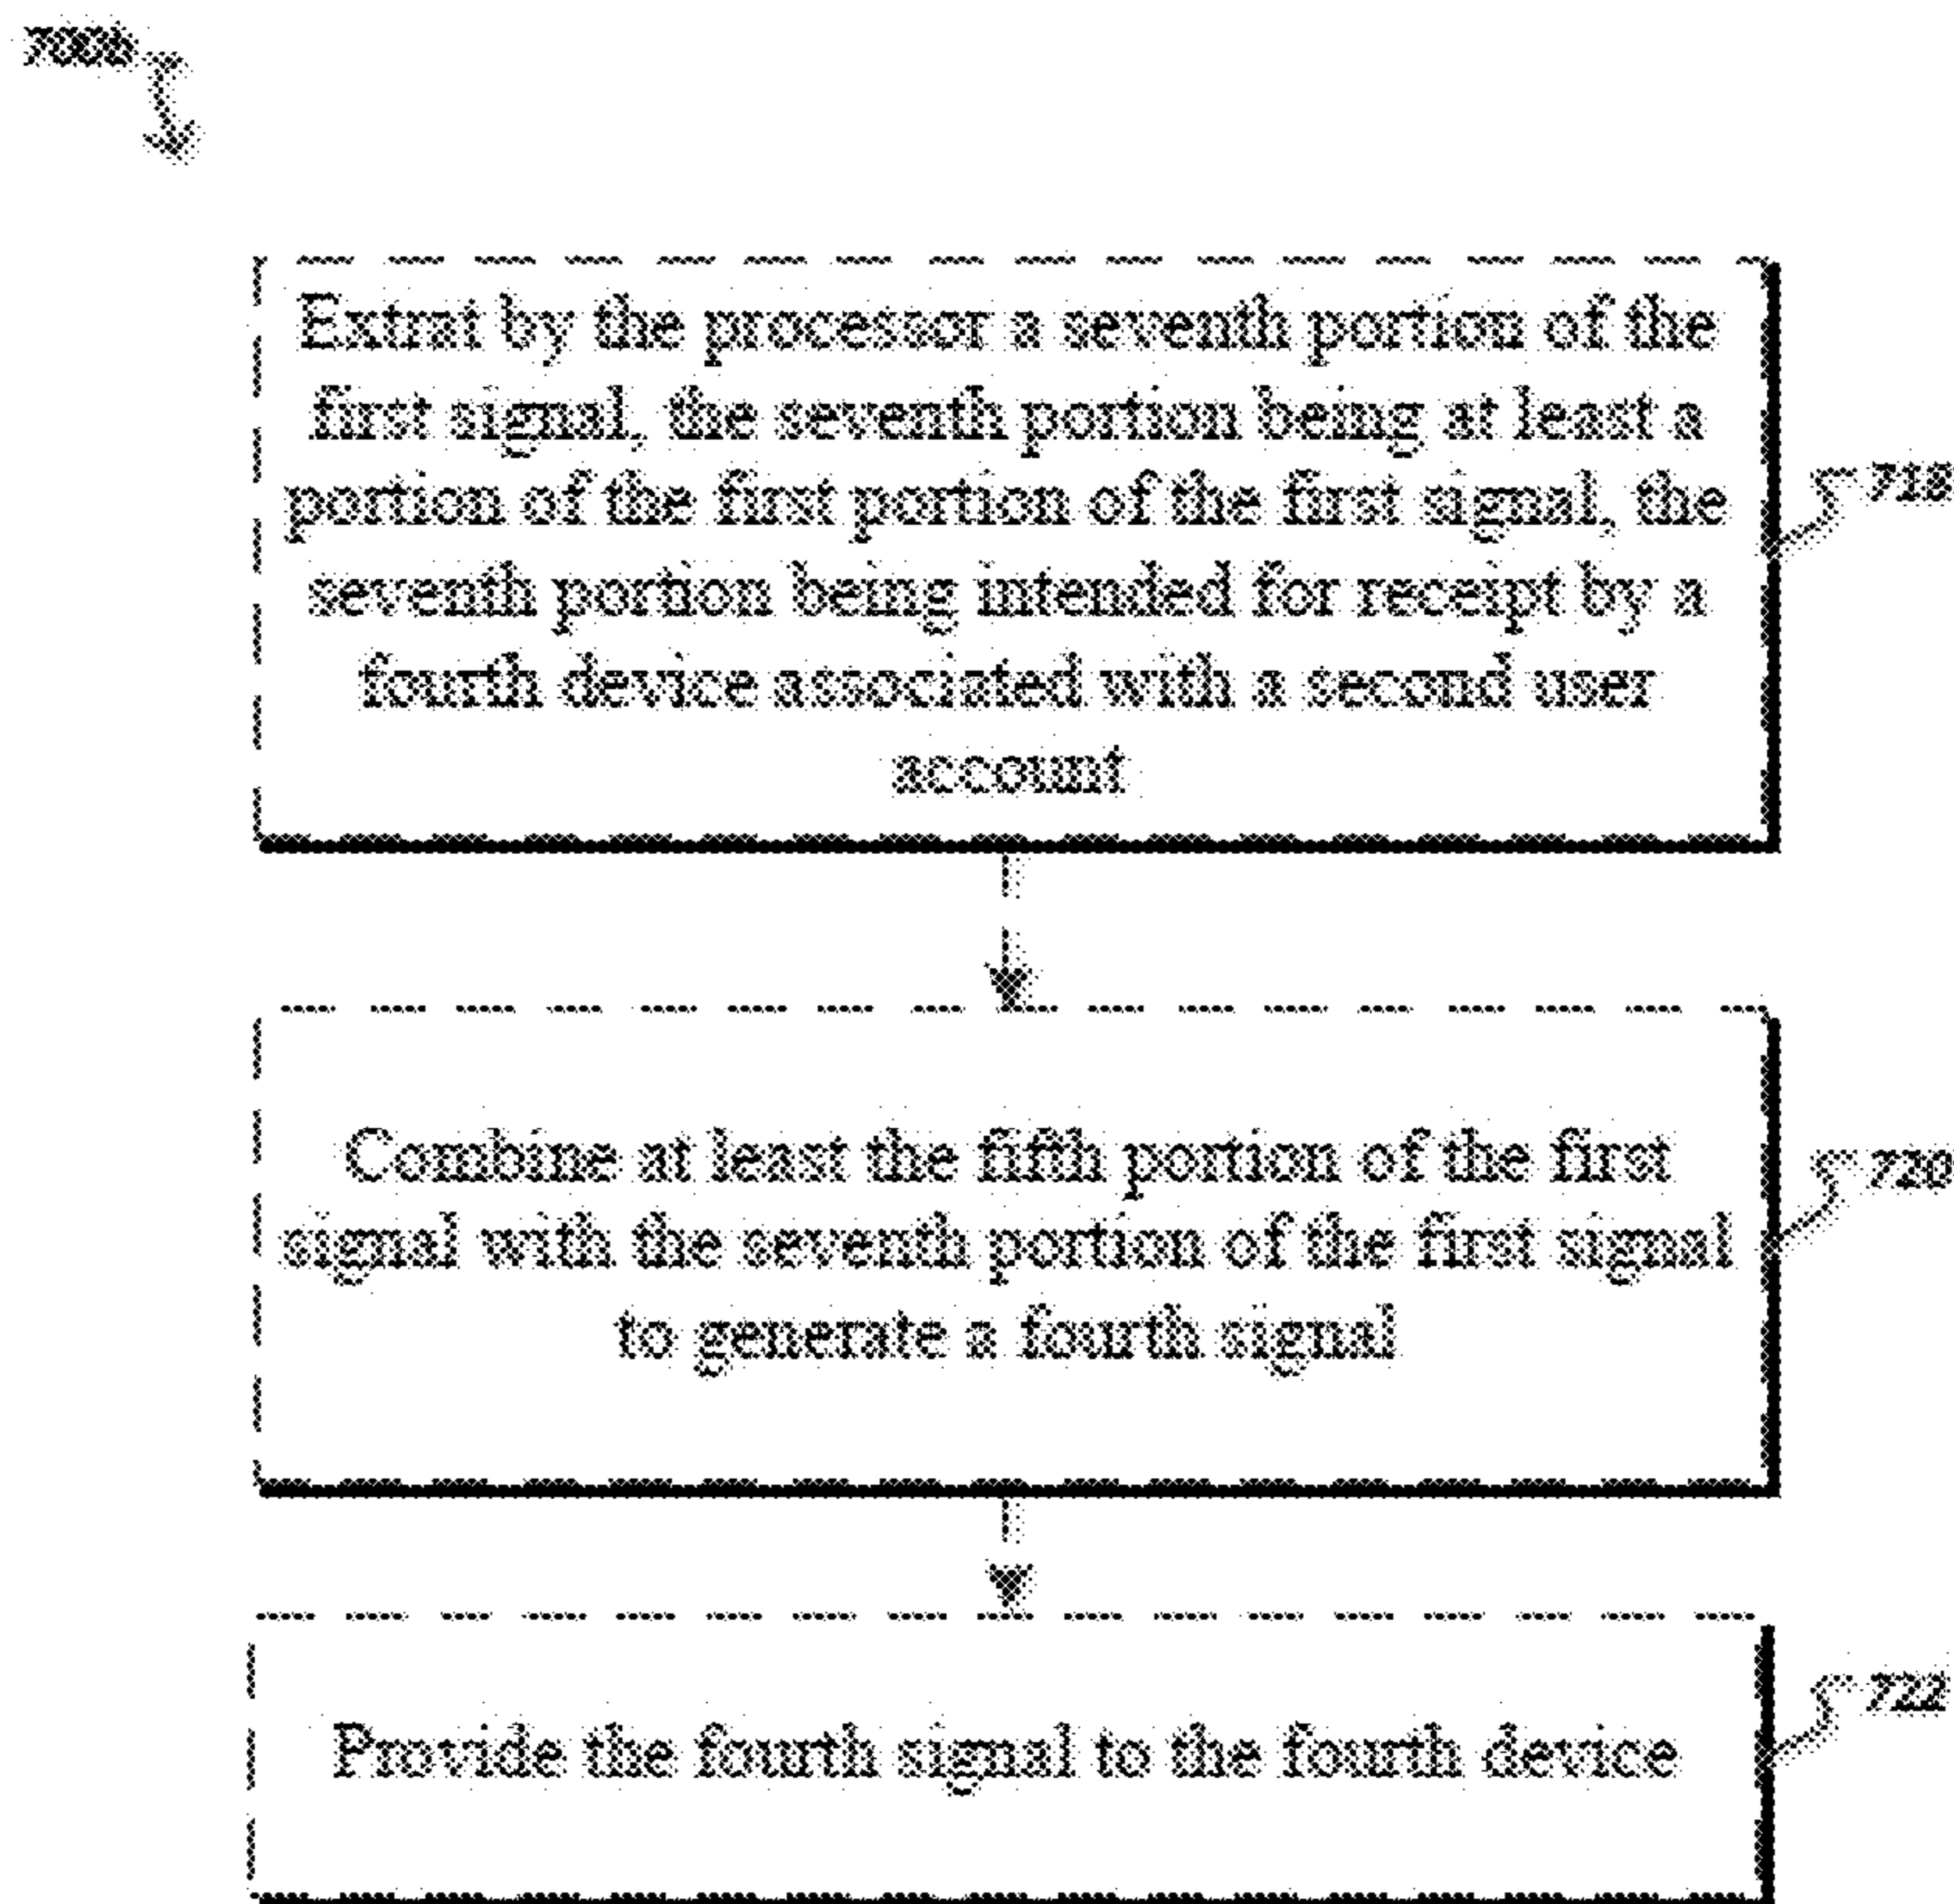 Extrat by the processor a seventh portion of the
first signal, the seventh portion being at least a
portion of the first portion of the first signal, the
seventh portion being intended for receipt by a
fourth device associated with a second user
account
718
Combine at least the fifth portion of the first
signal with the seventh portion of the first signal
to generate a fourth signal
720
Provide the fourth signal to the fourth device
722